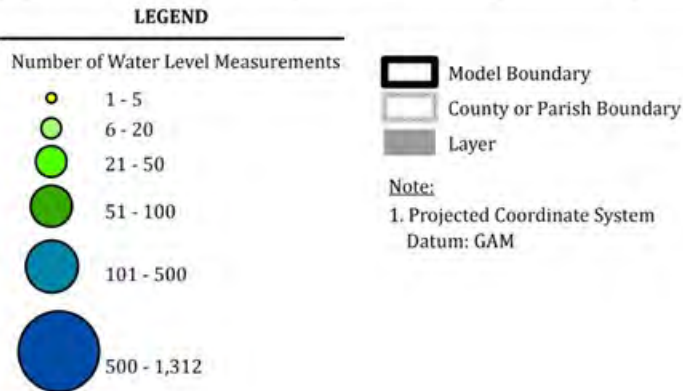 LEGEND
Number of Water Level Measurements
1 - 5
6 - 20
21 - 50
51 - 100
101 - 500
500 - 1,312
Model Boundary
County or Parish Boundary
Layer
Note:
1. Projected Coordinate System
Datum: GAM